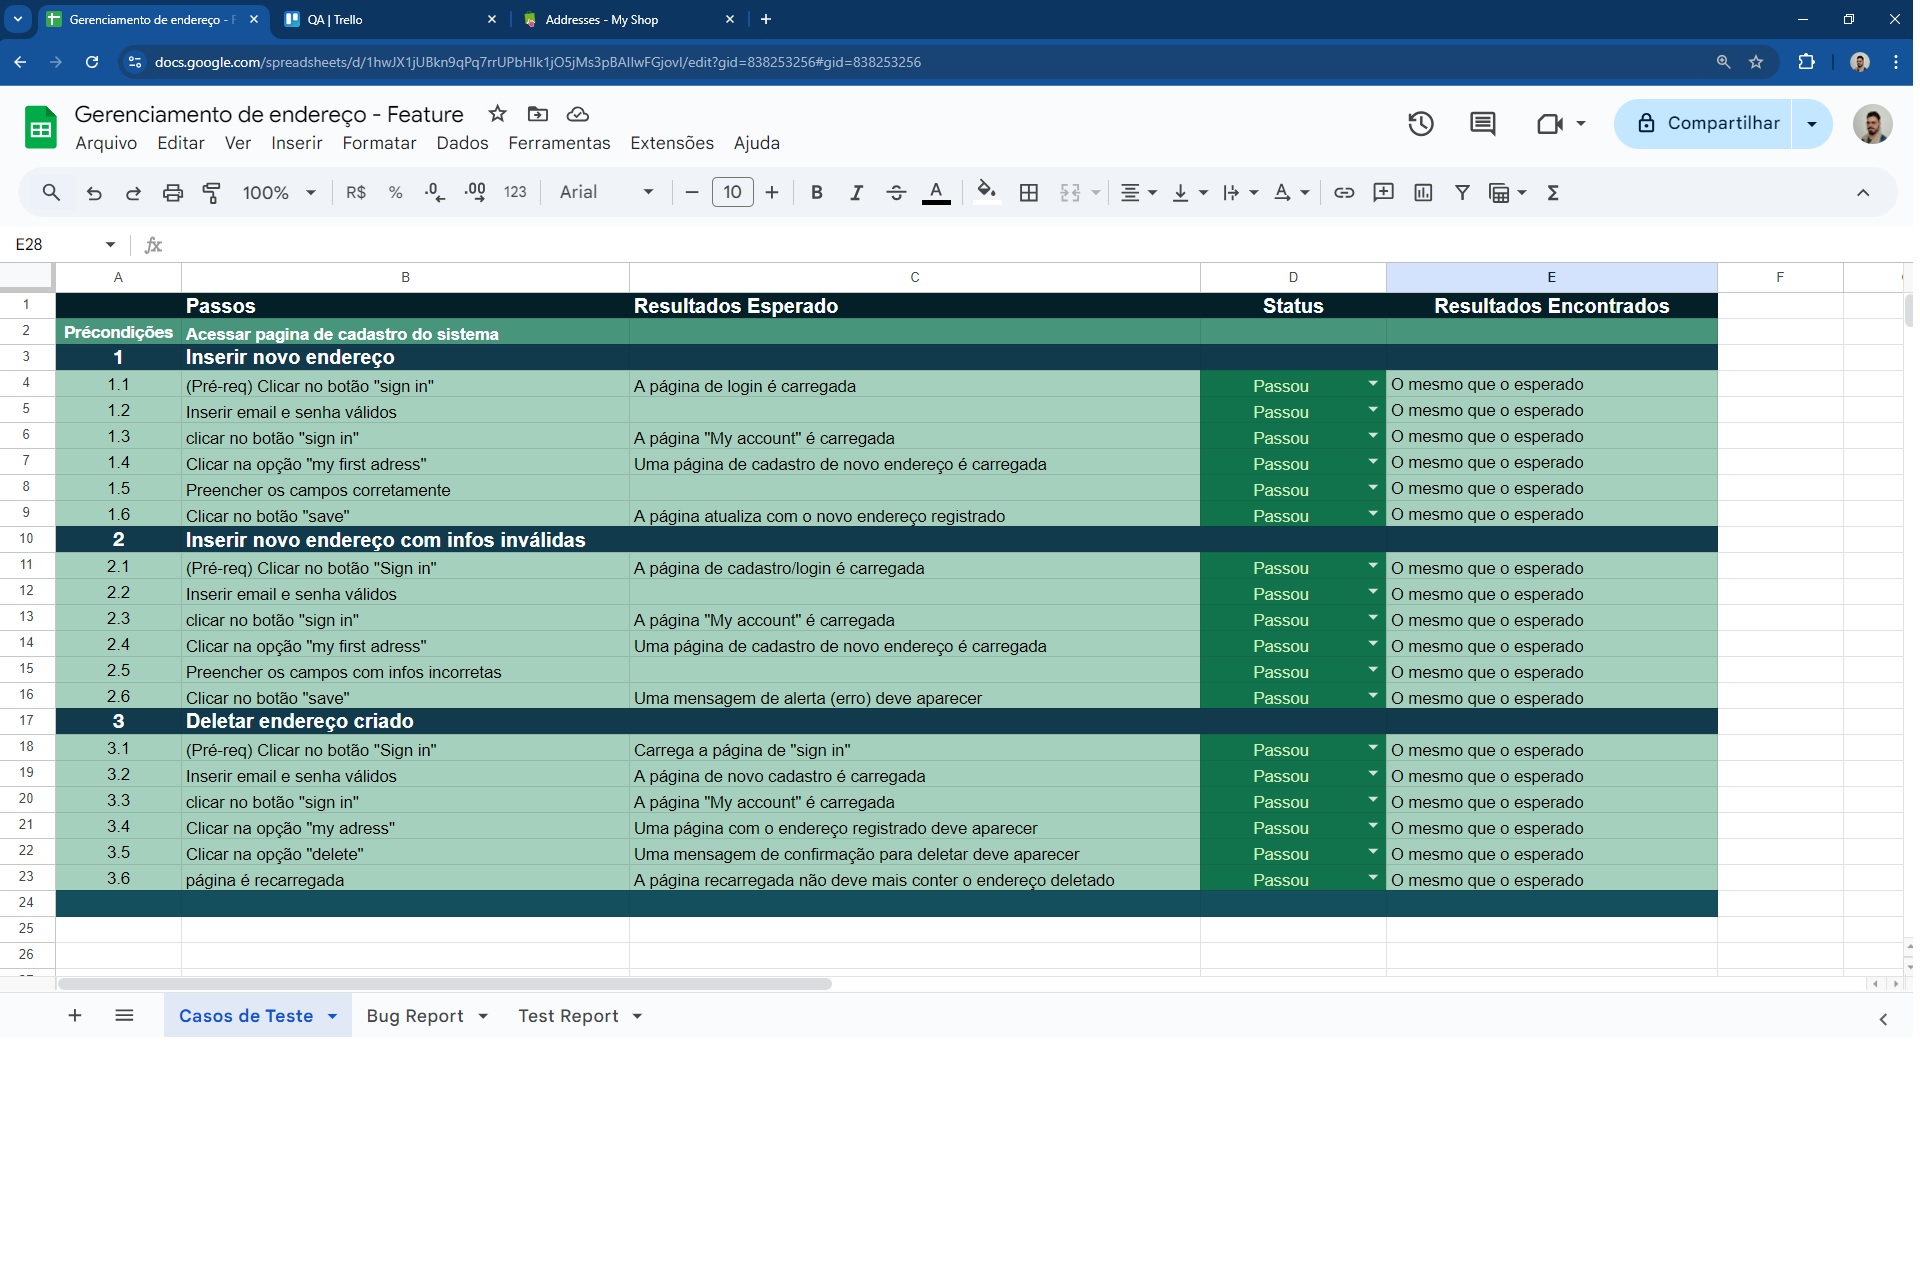 Gerenciamento de endereço - F
QA | Trello
Addresses - My Shop
docs.google.com/spreadsheets/d/1hwJX1jUBkn9qPq7rrUPbHIk1jO5jMs3pBAIlwFGjovI/edit?gid=838253256#gid=838253256
Gerenciamento de endereço - Feature
Arquivo Editar Ver Inserir Formatar Dados Ferramentas Extensões Ajuda
Compartilhar
100% R$ % .0 .00 123 Arial 10 B I S A
E28 fx
A B C D E F
1 Passos Resultados Esperado Status Resultados Encontrados
2 Précondições Acessar pagina de cadastro do sistema
3 1 Inserir novo endereço
4 1.1 (Pré-req) Clicar no botão "sign in" A página de login é carregada Passou O mesmo que o esperado
5 1.2 Inserir email e senha válidos Passou O mesmo que o esperado
6 1.3 clicar no botão "sign in" A página "My account" é carregada Passou O mesmo que o esperado
7 1.4 Clicar na opção "my first adress" Uma página de cadastro de novo endereço é carregada Passou O mesmo que o esperado
8 1.5 Preencher os campos corretamente Passou O mesmo que o esperado
9 1.6 Clicar no botão "save" A página atualiza com o novo endereço registrado Passou O mesmo que o esperado
10 2 Inserir novo endereço com infos inválidas
11 2.1 (Pré-req) Clicar no botão "Sign in" A página de cadastro/login é carregada Passou O mesmo que o esperado
12 2.2 Inserir email e senha válidos Passou O mesmo que o esperado
13 2.3 clicar no botão "sign in" A página "My account" é carregada Passou O mesmo que o esperado
14 2.4 Clicar na opção "my first adress" Uma página de cadastro de novo endereço é carregada Passou O mesmo que o esperado
15 2.5 Preencher os campos com infos incorretas Passou O mesmo que o esperado
16 2.6 Clicar no botão "save" Uma mensagem de alerta (erro) deve aparecer Passou O mesmo que o esperado
17 3 Deletar endereço criado
18 3.1 (Pré-req) Clicar no botão "Sign in" Carrega a página de "sign in" Passou O mesmo que o esperado
19 3.2 Inserir email e senha válidos A página de novo cadastro é carregada Passou O mesmo que o esperado
20 3.3 clicar no botão "sign in" A página "My account" é carregada Passou O mesmo que o esperado
21 3.4 Clicar na opção "my adress" Uma página com o endereço registrado deve aparecer Passou O mesmo que o esperado
22 3.5 Clicar na opção "delete" Uma mensagem de confirmação para deletar deve aparecer Passou O mesmo que o esperado
23 3.6 página é recarregada A página recarregada não deve mais conter o endereço deletado Passou O mesmo que o esperado
24
25
26
Casos de Teste Bug Report Test Report